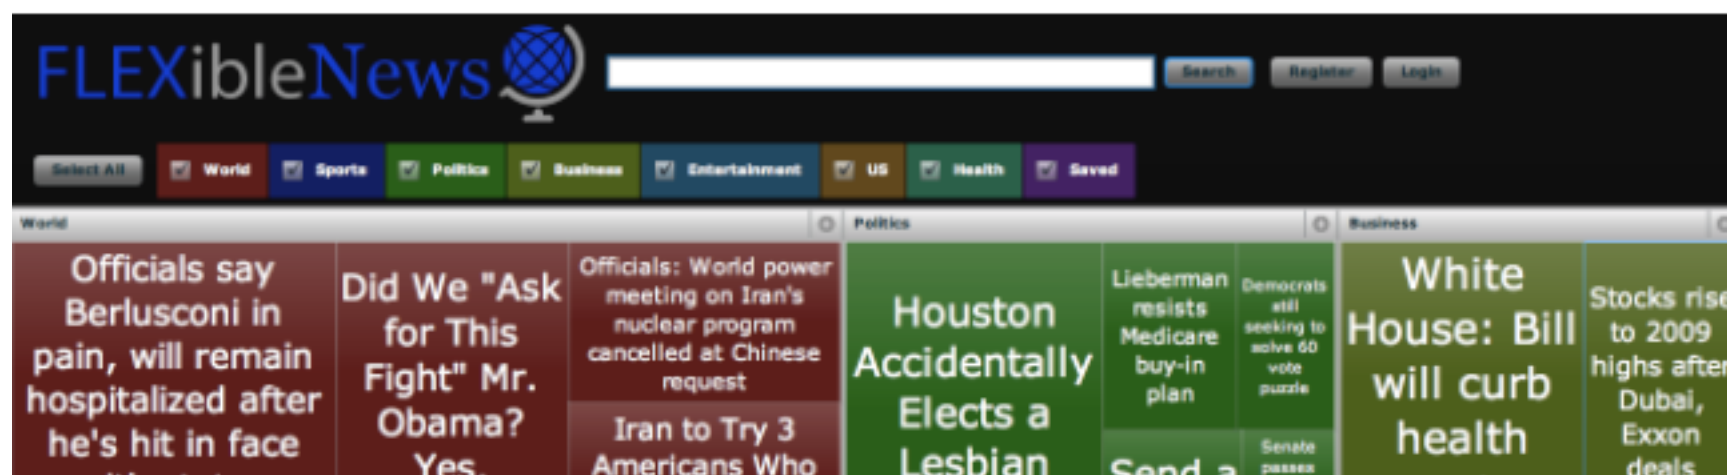 FLEXibleNews
Search
Register
Login
Select All
World
Sports
Politics
Business
Entertainment
US
Health
Saved
World
Officials say
Berlusconi in
pain, will remain
hospitalized after
he's hit in face
Did We "Ask
for This
Fight" Mr.
Obama?
Yes.
Officials: World power
meeting on Iran's
nuclear program
cancelled at Chinese
request
Iran to Try 3
Americans Who
Politics
Houston
Accidentally
Elects a
Lesbian
Lieberman
resists
Medicare
buy-in
plan
Send a
Democrats
still
seeking to
solve 60
vote
puzzle
Senate
passes
Business
White
House: Bill
will curb
health
Stocks rise
to 2009
highs after
Dubai,
Exxon
deals